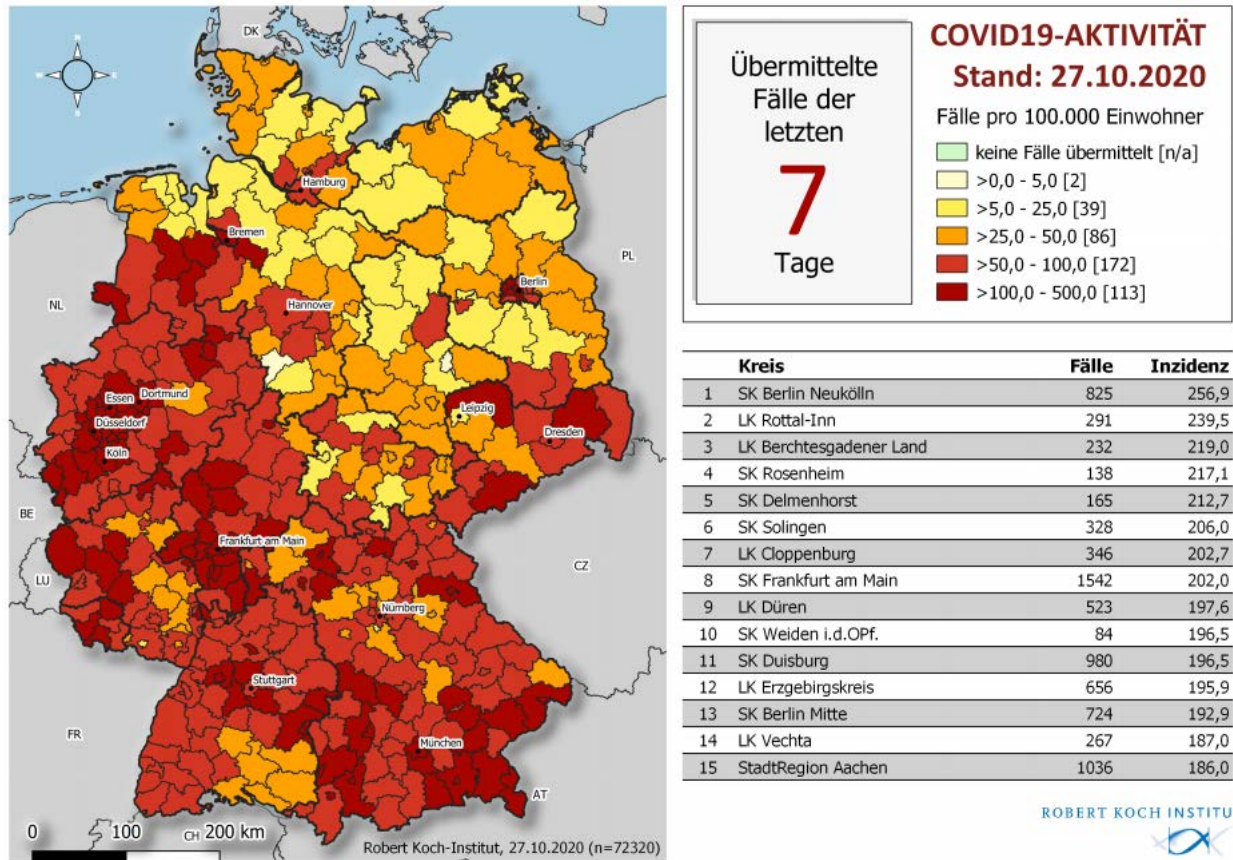 DK
Hamburg
Bremen
PL
Berlin
Hannover
NL
Essen
Dortmund
Düsseldorf
Leipzig
Köln
Dresden
BE
Frankfurt am Main
LU
CZ
Nürnberg
Stuttgart
FR
München
AT
0 100 CH 200 km
Robert Koch-Institut, 27.10.2020 (n=72320)
Übermittelte
Fälle der
letzten
7
Tage
COVID19-AKTIVITÄT
Stand: 27.10.2020
Fälle pro 100.000 Einwohner
keine Fälle übermittelt [n/a]
>0,0 - 5,0 [2]
>5,0 - 25,0 [39]
>25,0 - 50,0 [86]
>50,0 - 100,0 [172]
>100,0 - 500,0 [113]
Kreis Fälle Inzidenz
1 SK Berlin Neukölln 825 256,9
2 LK Rottal-Inn 291 239,5
3 LK Berchtesgadener Land 232 219,0
4 SK Rosenheim 138 217,1
5 SK Delmenhorst 165 212,7
6 SK Solingen 328 206,0
7 LK Cloppenburg 346 202,7
8 SK Frankfurt am Main 1542 202,0
9 LK Düren 523 197,6
10 SK Weiden i.d.OPf. 84 196,5
11 SK Duisburg 980 196,5
12 LK Erzgebirgskreis 656 195,9
13 SK Berlin Mitte 724 192,9
14 LK Vechta 267 187,0
15 StadtRegion Aachen 1036 186,0
ROBERT KOCH INSTITU